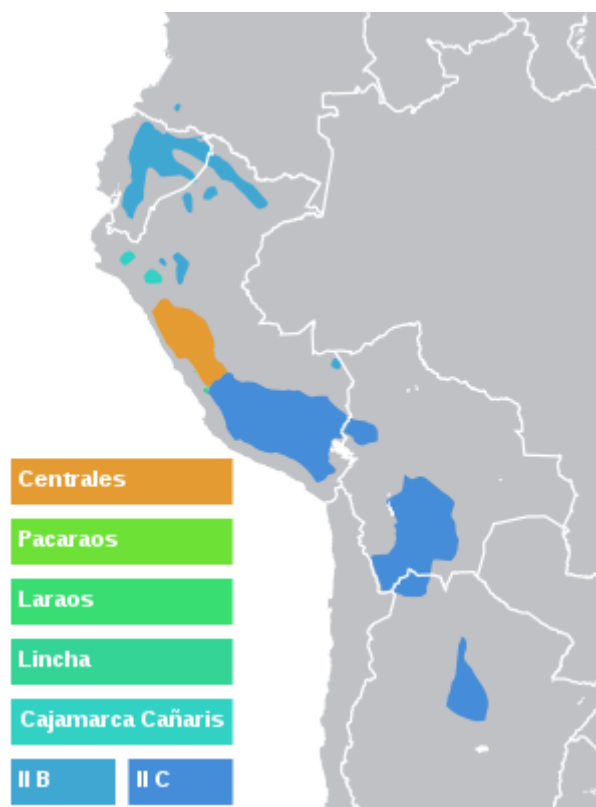 Centrales
Pacaraos
Laraos
Lincha
Cajamarca Cañaris
II B
II C